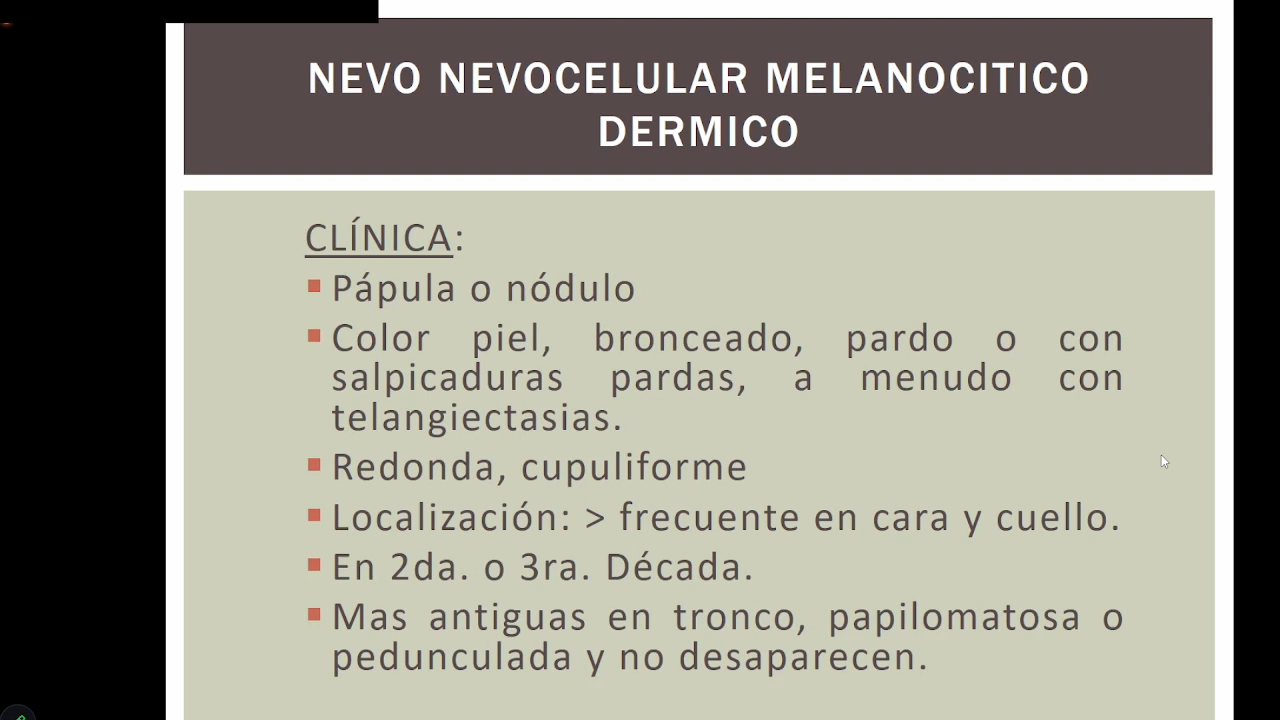 NEVO NEVOCELULAR MELANOCITICO
DERMICO
CLÍNICA:
▪ Pápula o nódulo
▪ Color piel, bronceado, pardo o con
salpicaduras pardas, a menudo con
telangiectasias.
▪ Redonda, cupuliforme
▪ Localización: > frecuente en cara y cuello.
▪ En 2da. o 3ra. Década.
▪ Mas antiguas en tronco, papilomatosa o
pedunculada y no desaparecen.